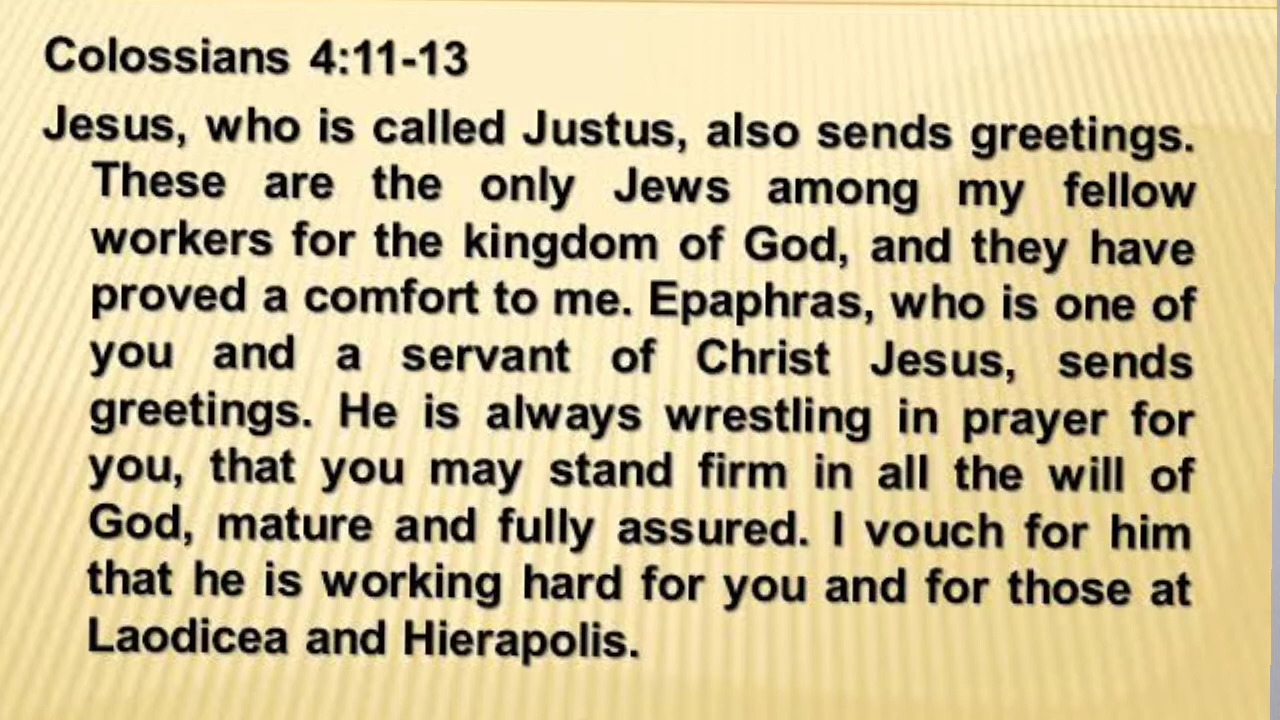 Colossians 4:11-13
Jesus, who is called Justus, also sends greetings.
These are the only Jews among my fellow
workers for the kingdom of God, and they have
proved a comfort to me. Epaphras, who is one of
you and a servant of Christ Jesus, sends
greetings. He is always wrestling in prayer for
you, that you may stand firm in all the will of
God, mature and fully assured. I vouch for him
that he is working hard for you and for those at
Laodicea and Hierapolis.